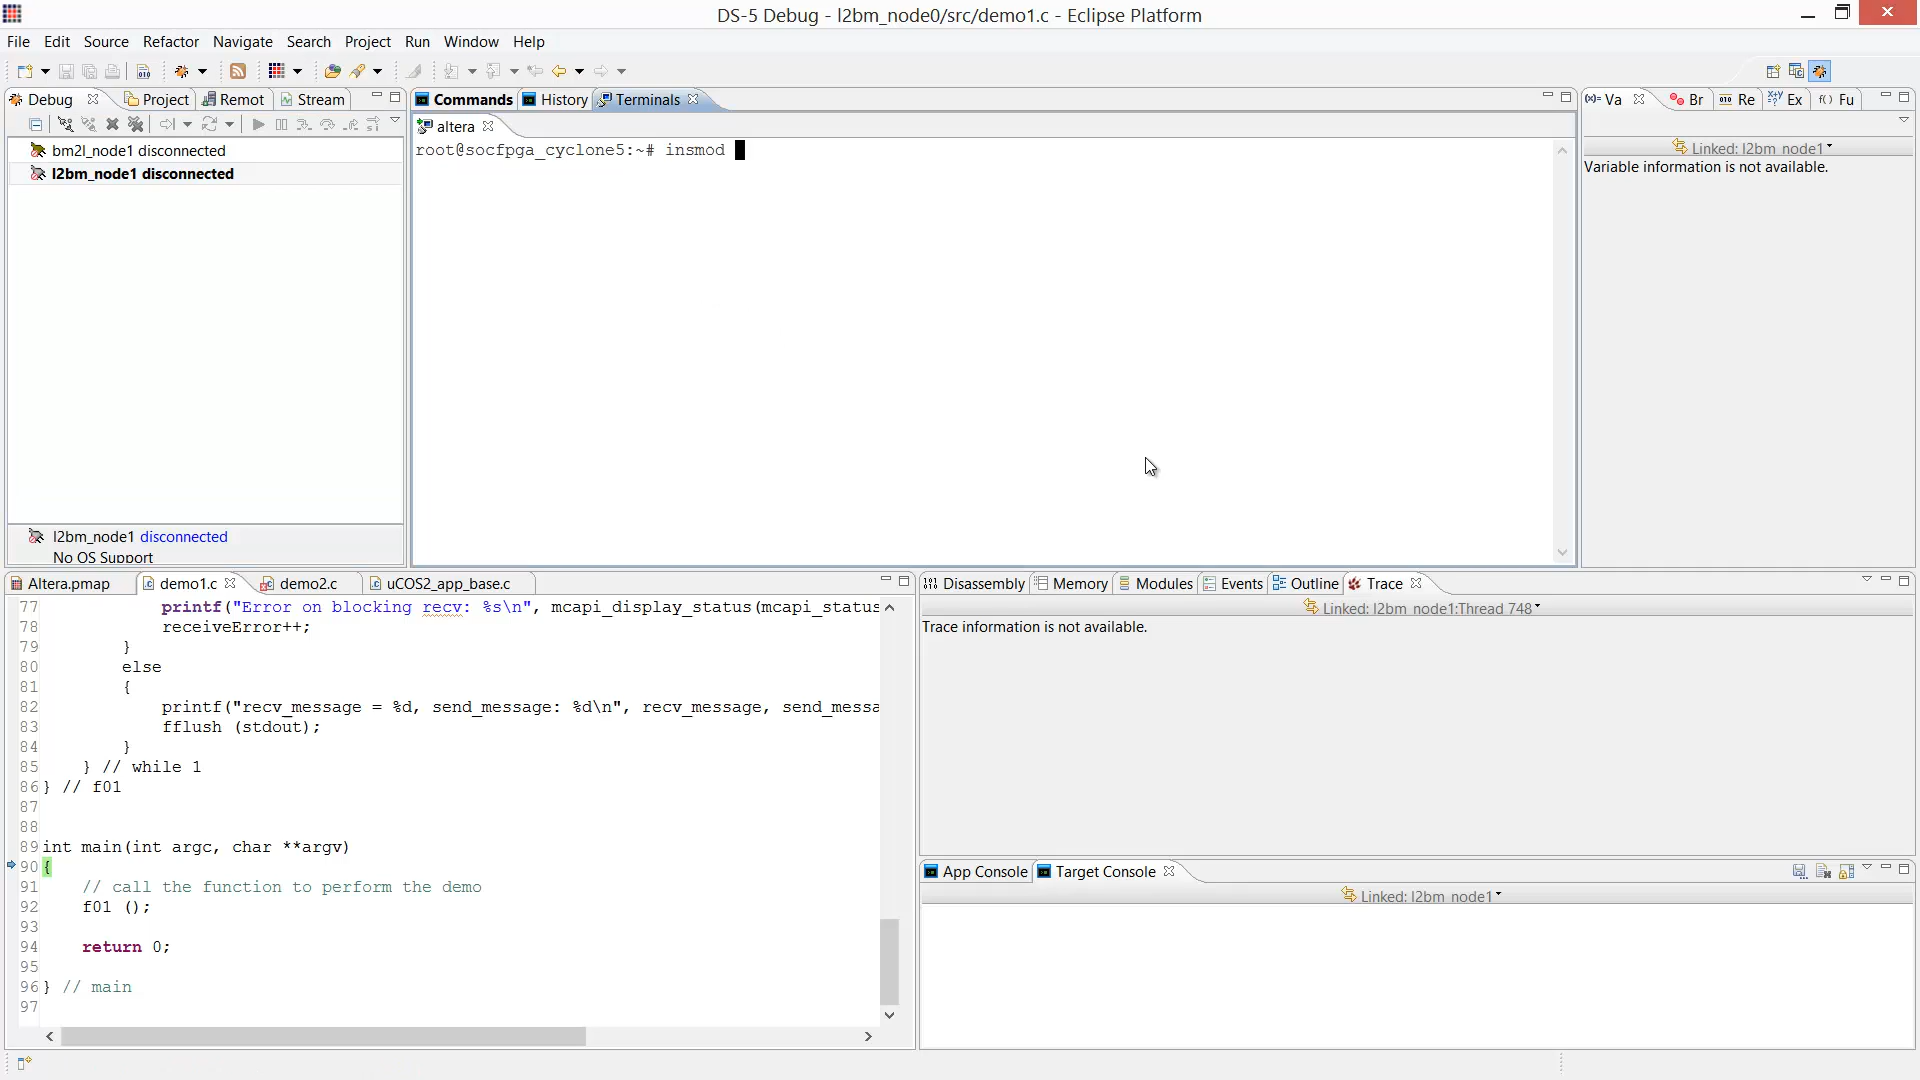 DS-5 Debug - l2bm_node0/src/demo1.c - Eclipse Platform
File Edit Source Refactor Navigate Search Project Run Window Help
Debug Project Remot Stream
Commands History Terminals
Va Br Re Ex Fu
altera
bm2l_node1 disconnected
l2bm_node1 disconnected
root@socfpga_cyclone5:~# insmod
Linked: l2bm_node1
Variable information is not available.
l2bm_node1 disconnected
No OS Support
Altera.pmap demo1.c demo2.c uCOS2_app_base.c
77 printf("Error on blocking recv: %s\n", mcapi_display_status(mcapi_status
78 receiveError++;
79 }
80 else
81 {
82 printf("recv_message = %d, send_message: %d\n", recv_message, send_messa
83 fflush (stdout);
84 }
85 } // while 1
86 } // f01
87
88
89 int main(int argc, char **argv)
90 {
91 // call the function to perform the demo
92 f01 ();
93
94 return 0;
95
96 } // main
97
Disassembly Memory Modules Events Outline Trace
Linked: l2bm_node1:Thread 748
Trace information is not available.
App Console Target Console
Linked: l2bm_node1